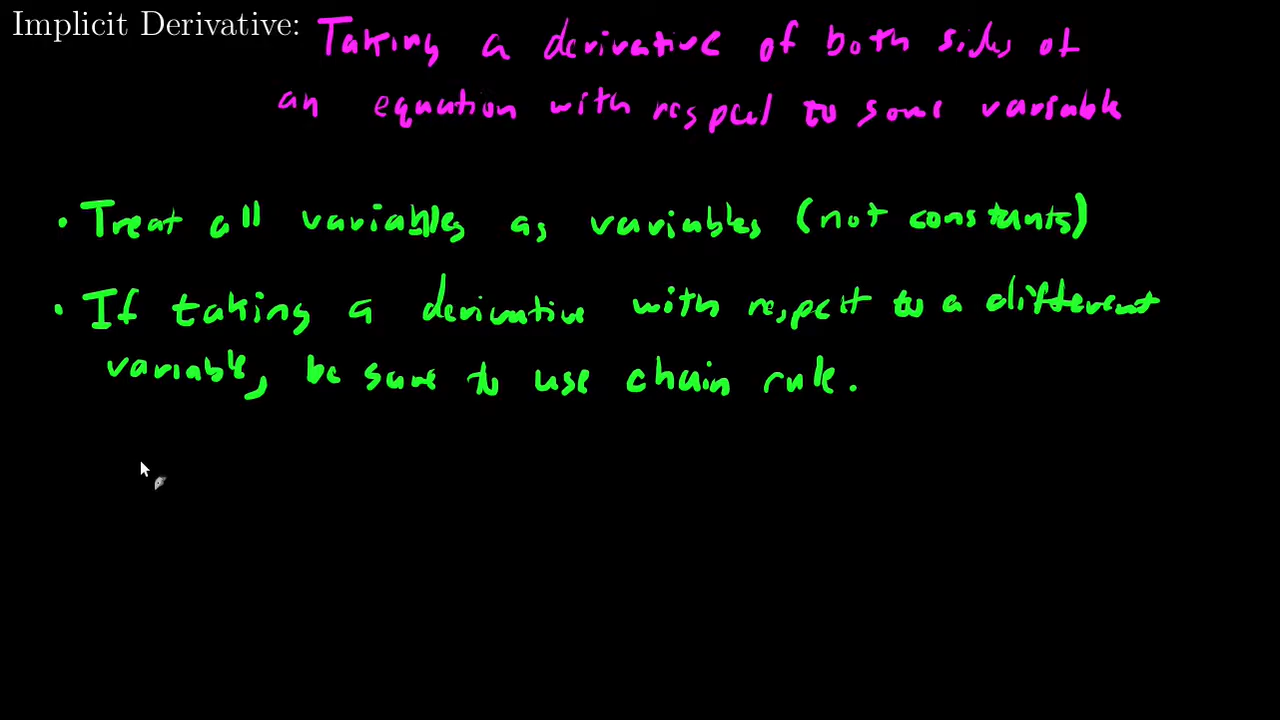 Implicit Derivative: Taking a derivative of both sides of
an equation with respect to some variable
• Treat all variables as variables (not constants)
• If taking a derivative with respect to a different
variable, be sure to use chain rule.